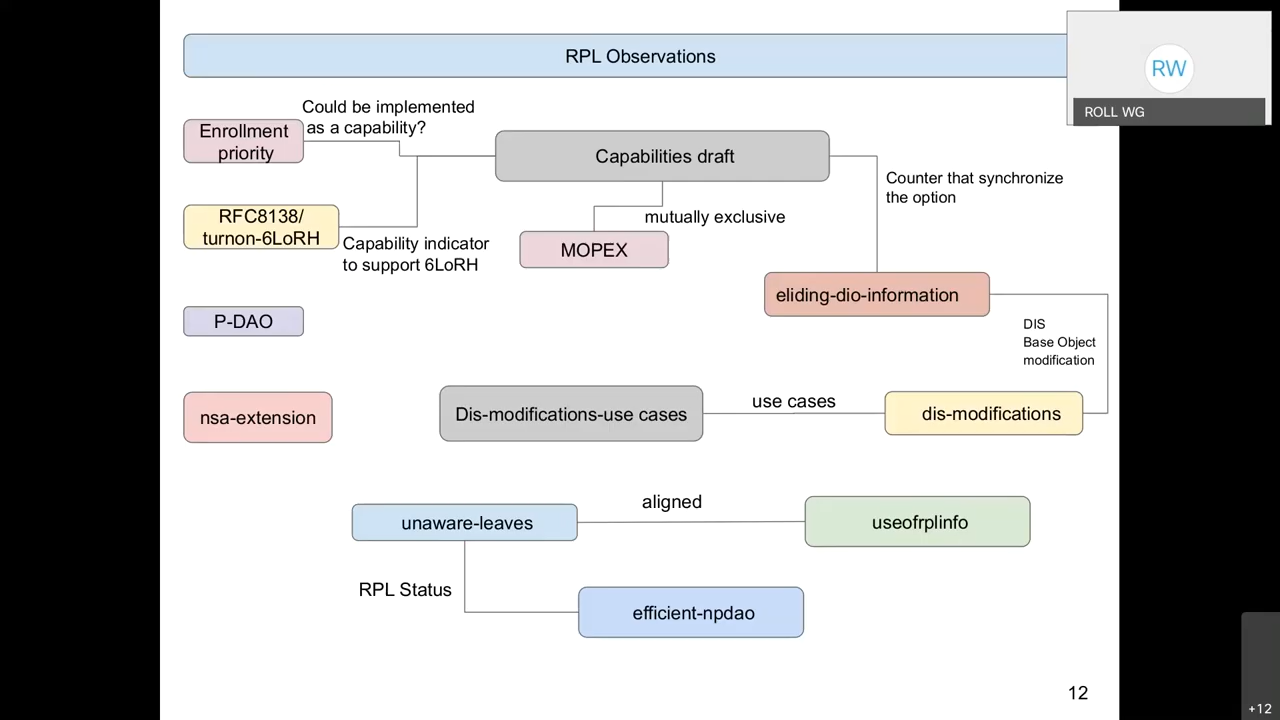 RPL Observations
RW
ROLL WG
Could be implemented
as a capability?
Enrollment
priority
Capabilities draft
Counter that synchronize
the option
RFC8138/
turnon-6LoRH
mutually exclusive
Capability indicator
to support 6LoRH
MOPEX
eliding-dio-information
P-DAO
DIS
Base Object
modification
nsa-extension
Dis-modifications-use cases
use cases
dis-modifications
aligned
unaware-leaves
useofrplinfo
RPL Status
efficient-npdao
12
+12